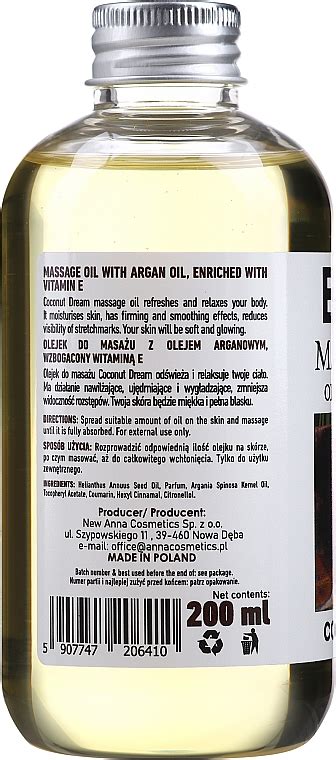 MASSAGE OIL WITH ARGAN OIL, ENRICHED WITH
VITAMIN E
Coconut Dream massage oil refreshes and relaxes your body.
It moisturises skin, has firming and smoothing effects, reduces
visibility of stretchmarks. Your skin will be soft and glowing.
OLEJEK DO MASAŻU Z OLEJEM ARGANOWYM,
WZBOGACONY WITAMINĄ E
Olejek do masażu Coconut Dream odświeża i relaksuje twoje ciało.
Ma działanie nawilżające, ujędrniające i wygładzające, zmniejsza
widoczność rozstępów. Twoja skóra będzie miękka i pełna blasku.
DIRECTIONS: Spread suitable amount of oil on the skin and massage
until it is fully absorbed. For external use only.
SPOSÓB UŻYCIA: Rozprowadzić odpowiednią ilość olejku na skórze,
po czym masować, aż do całkowitego wchłonięcia. Tylko do użytku
zewnętrznego.
INGREDIENTS: Helianthus Annuus Seed Oil, Parfum, Argania Spinosa Kernel Oil,
Tocopheryl Acetate, Coumarin, Hexyl Cinnamal, Citronellol.
Producer/ Producent:
New Anna Cosmetics Sp. z o.o.
ul. Szypowskiego 11 , 39-460 Nowa Dęba
e-mail: office@annacosmetics.pl
MADE IN POLAND
Batch number & best used before the end of: see package.
Numer partii i najlepiej zużyć przed końcem: patrz opakowanie.
Net contents:
200 ml
5 907747 206410
E
M
O
CO